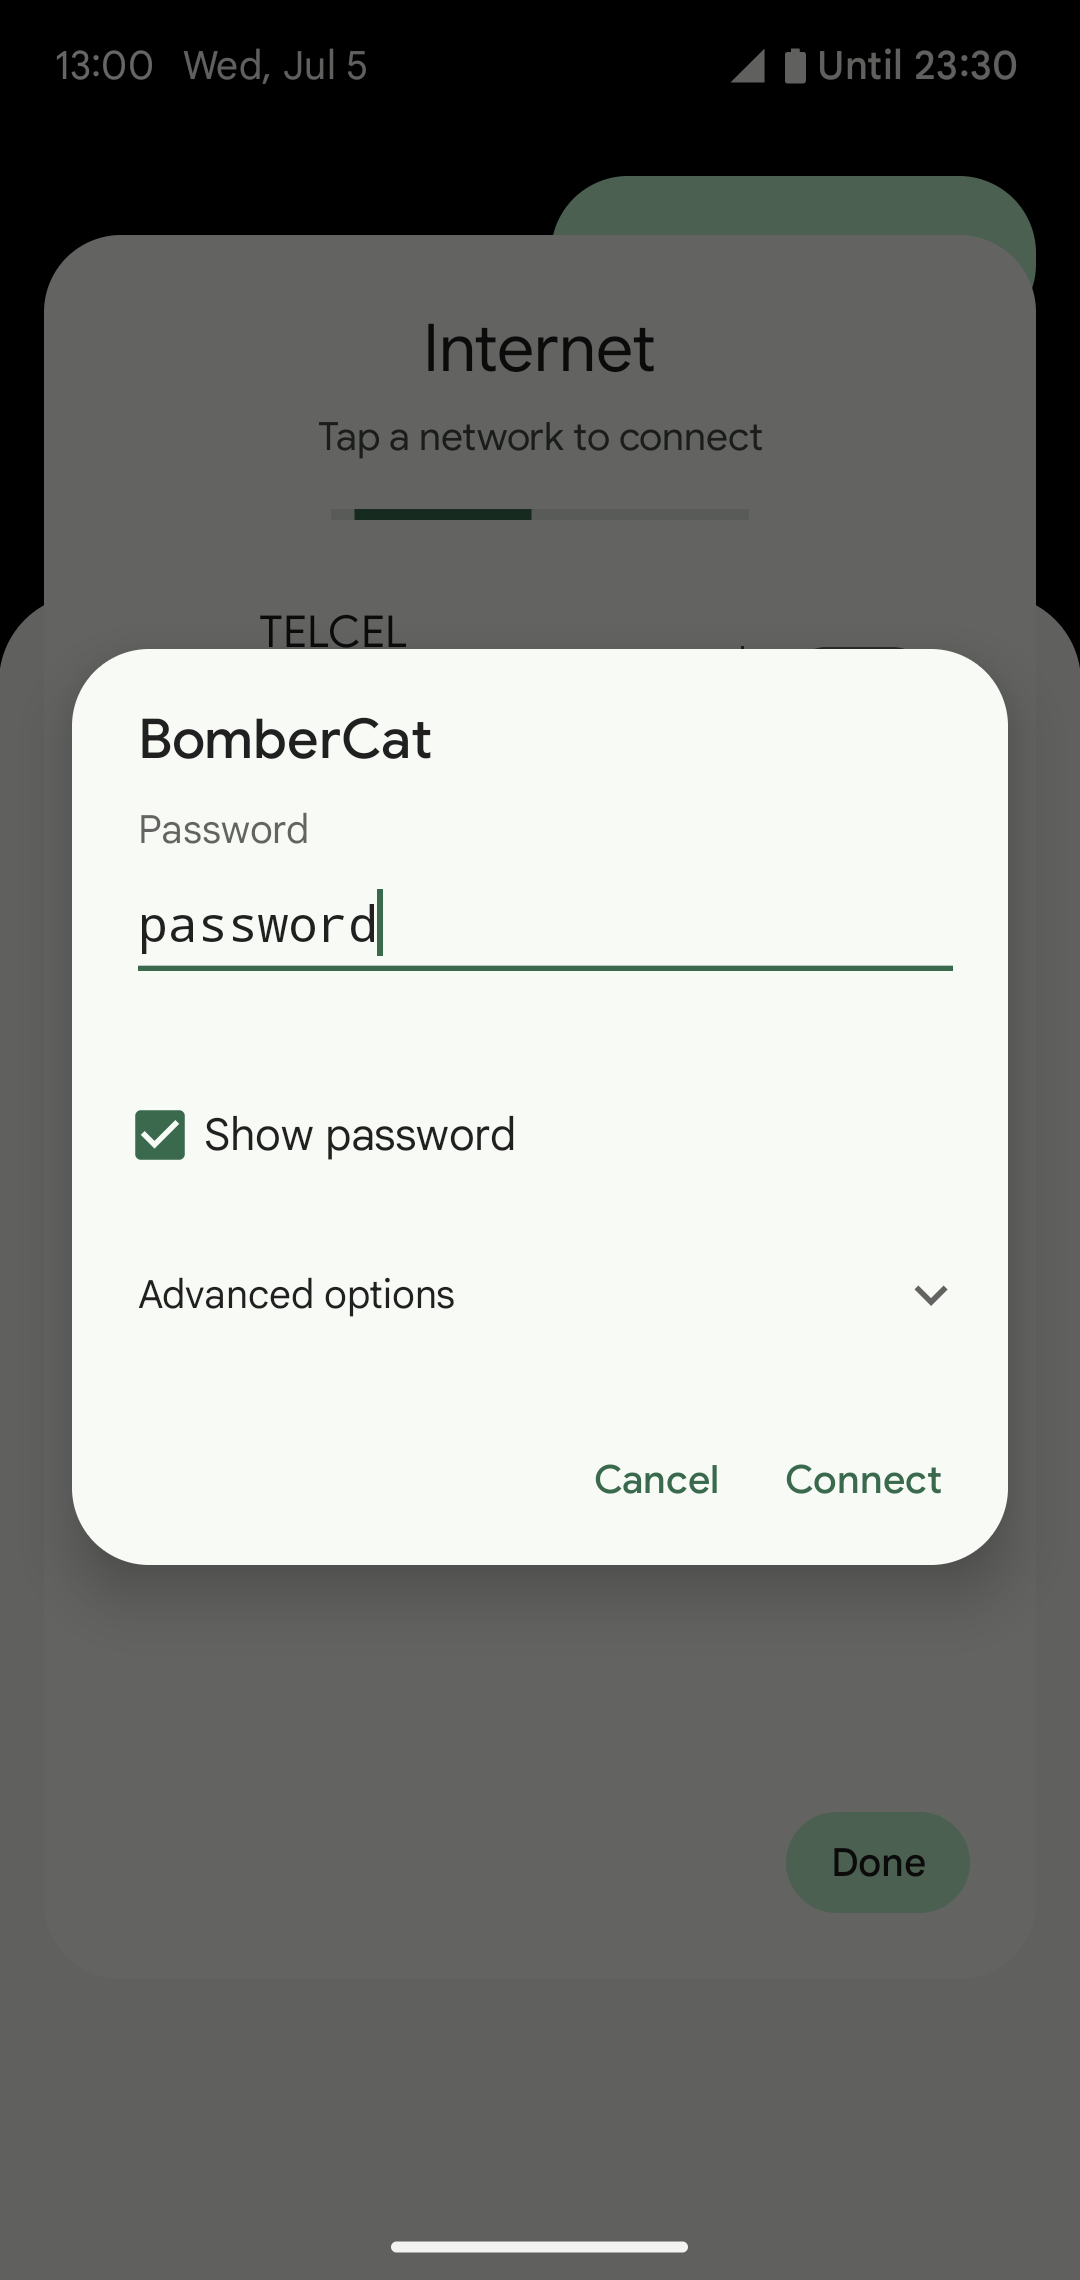 13:00 Wed, Jul 5 Until 23:30
Internet
Tap a network to connect
TELCEL
BomberCat
Password
password
Show password
Advanced options
Cancel Connect
Done